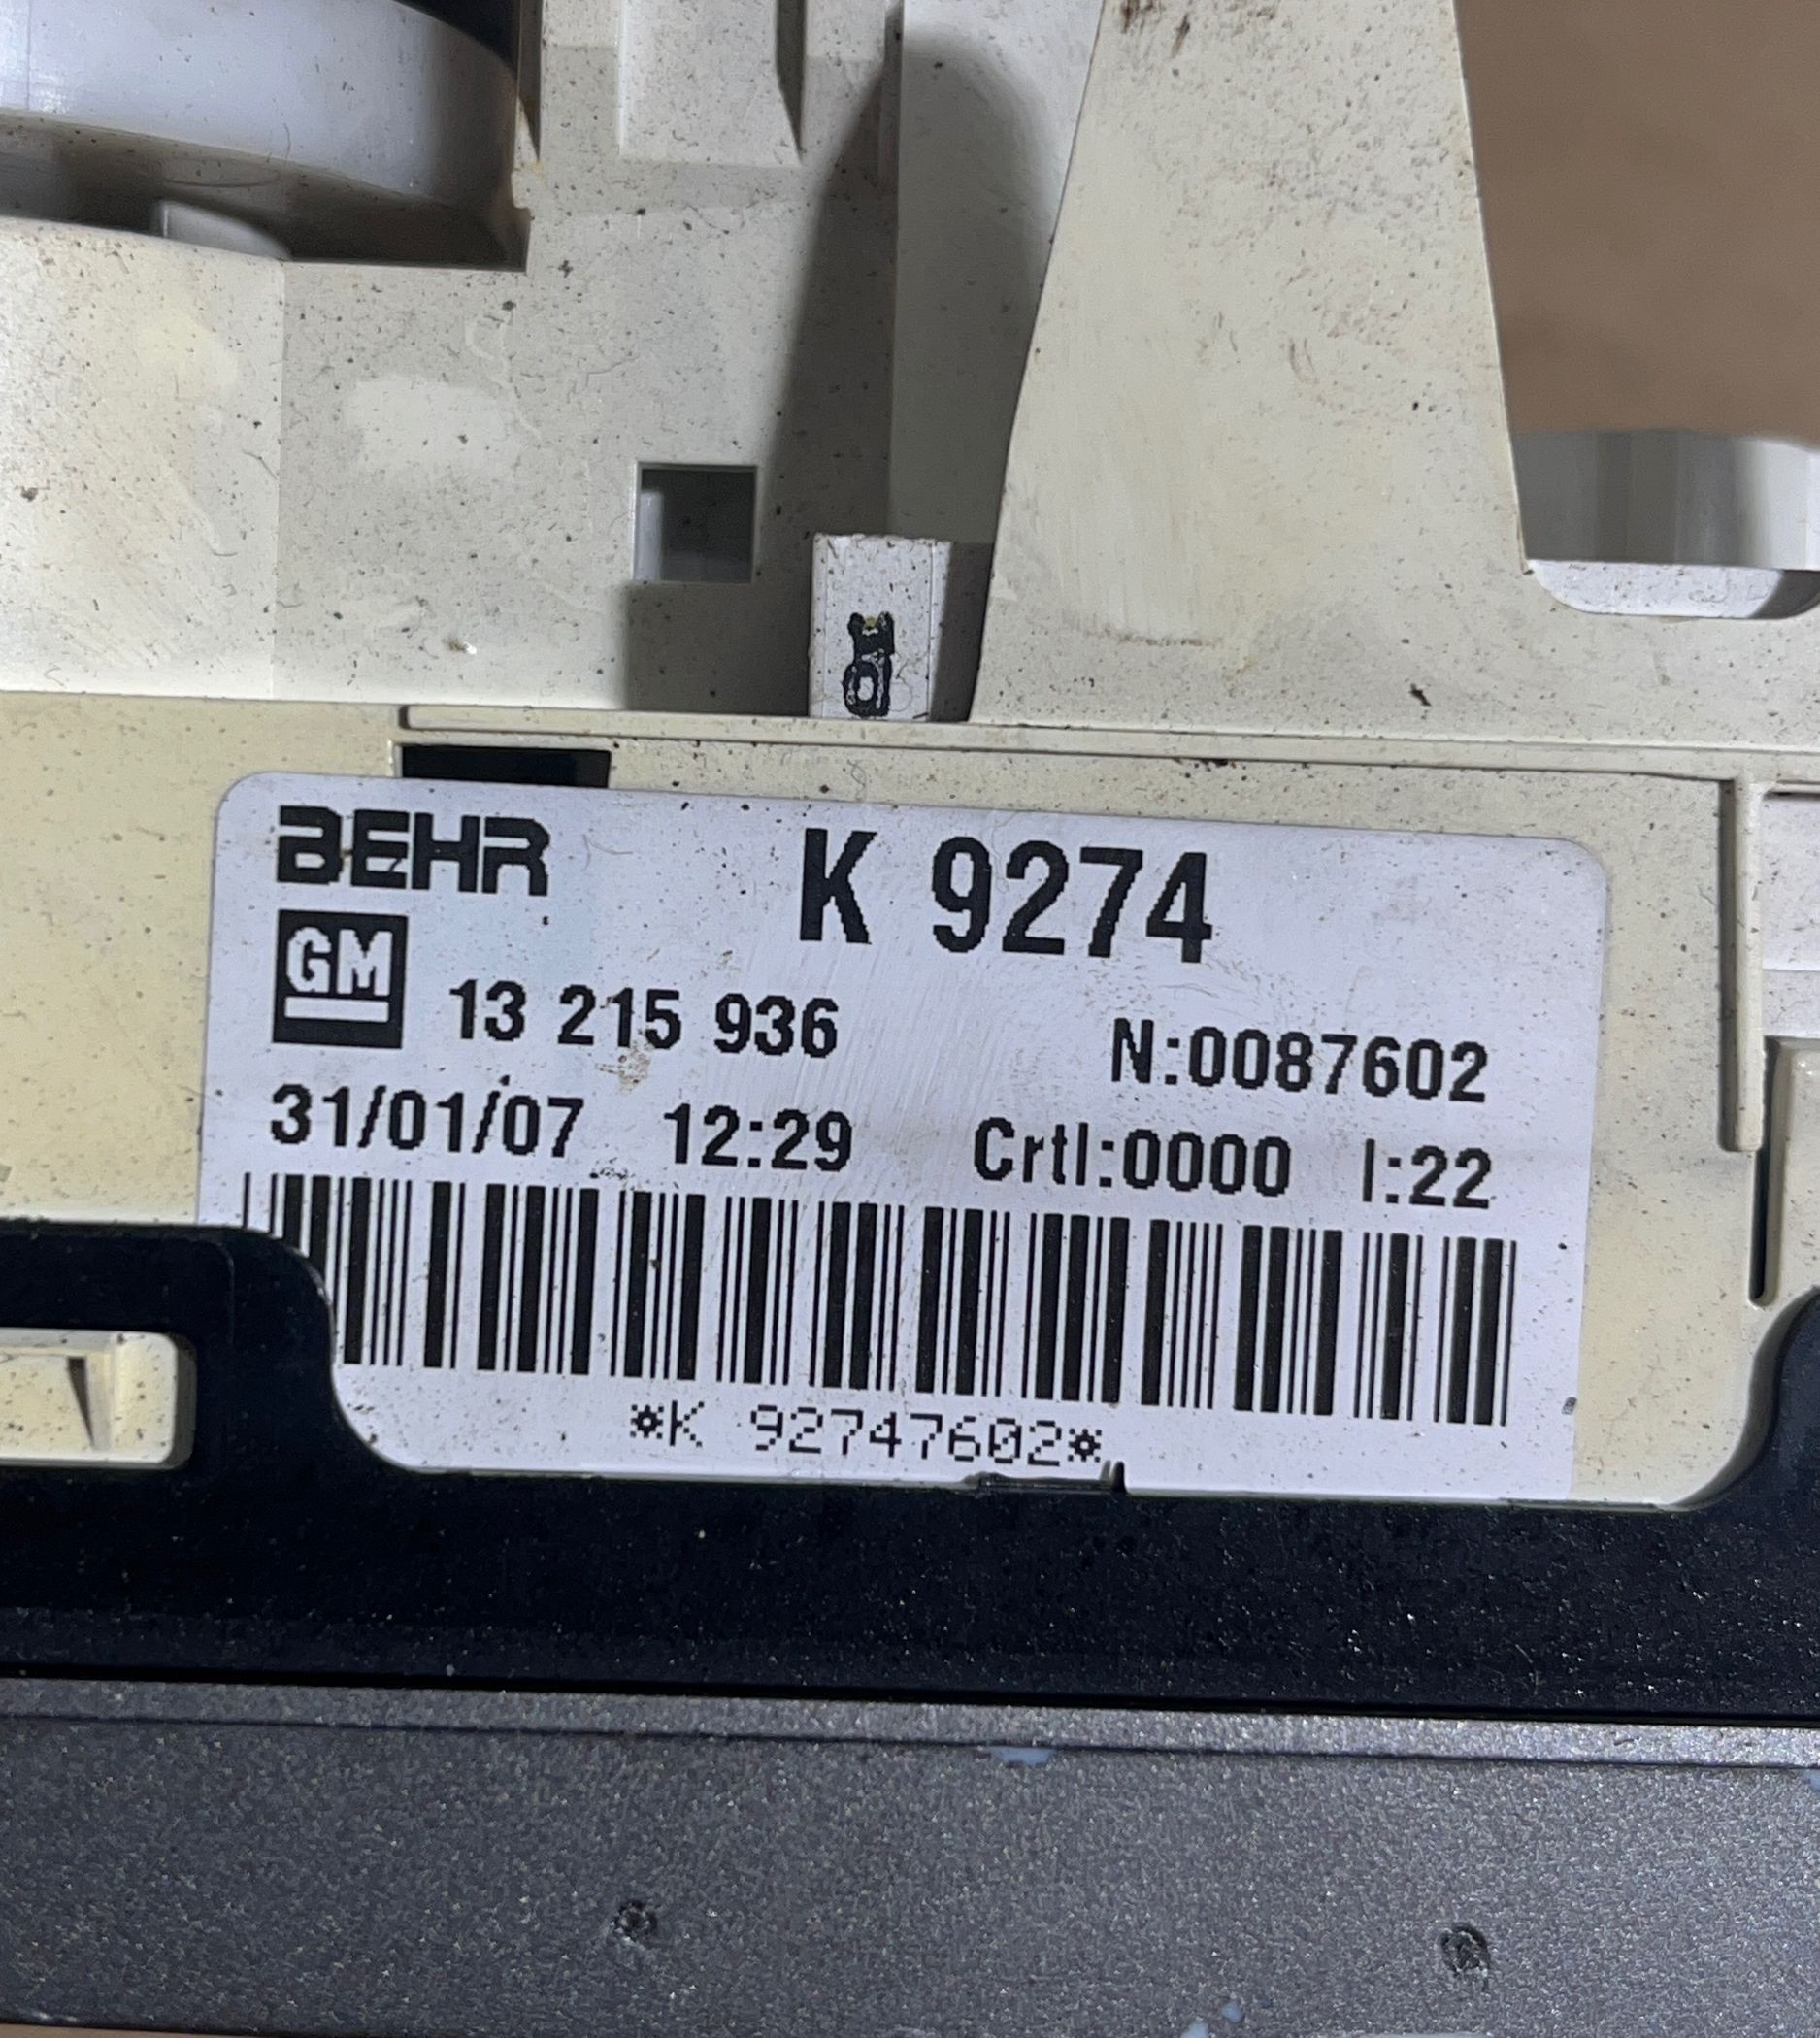 BEHR K 9274
GM 13 215 936 N:0087602
31/01/07 12:29 Crtl:0000 I:22
*K 92747602*